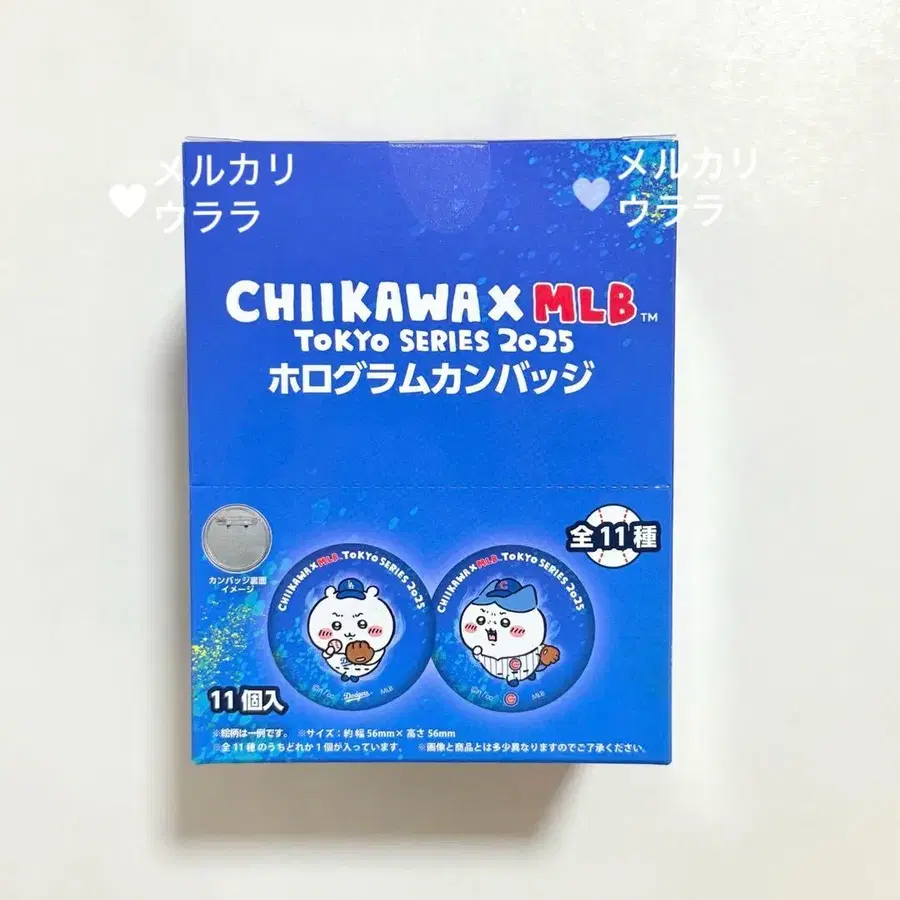 メルカリ
ウララ
メルカリ
ウララ
CHIIKAWA X MLB™
TOKYO SERIES 2025
ホログラムカンバッジ
全11種
カンバッジ裏面
イメージ
CHIIKAWA X MLB TOKYO SERIES 2025
LA
Dodgers
©n/oo
Dodgers
MLB
CHIIKAWA X MLB TOKYO SERIES 2025
C
C
©n/oo
C
MLB
11個入
※絵柄は一例です。 ※サイズ:約 幅56mm×高さ56mm
※全11種のうちどれか1個が入っています。 ※画像と商品とは多少異なりますのでご了承ください。